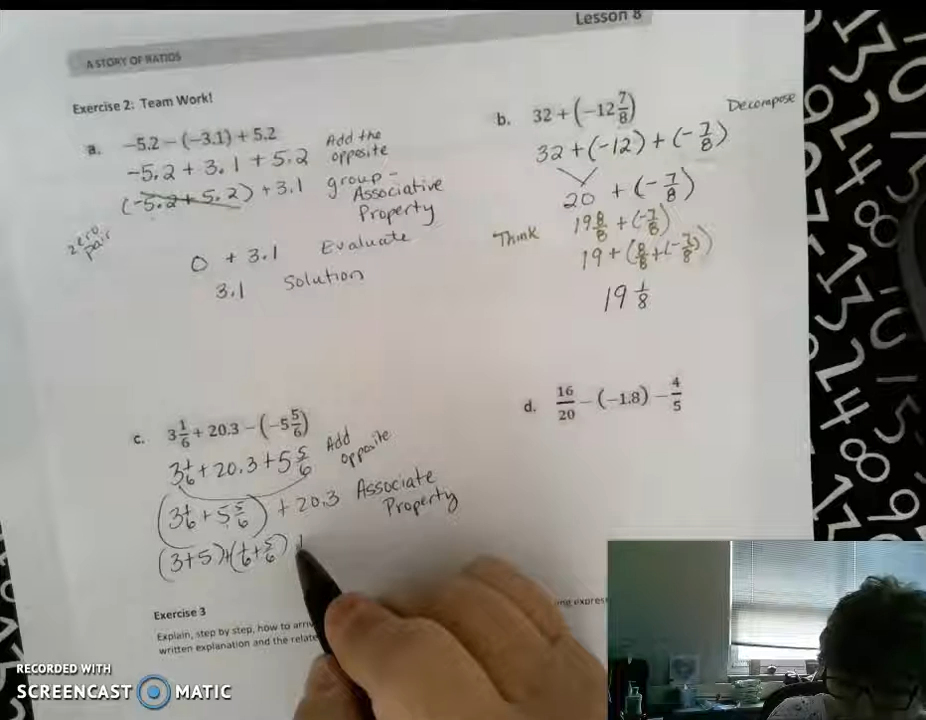 Lesson 8
A STORY OF RATIOS
Exercise 2: Team Work!
a. −5.2 − (−3.1) + 5.2
-5.2 + 3.1 + 5.2 Add the opposite
(-5.2 + 5.2) + 3.1 group - Associative Property
zero pair
0 + 3.1 Evaluate
3.1 Solution
b. 32 + (−12 7/8)
Decompose
32 + (-12) + (-7/8)
20 + (-7/8)
Think 19 8/8 + (-7/8)
19 + (8/8 + (-7/8))
19 1/8
c. 3 1/6 + 20.3 − (−5 5/6)
3 1/6 + 20.3 + 5 5/6 Add opposite
(3 1/6 + 5 5/6) + 20.3 Associate Property
(3+5)+(1/6+5/6)
d. 16/20 − (−1.8) − 4/5
Exercise 3
Explain, step by step, how to
written explanation and the
RECORDED WITH
SCREENCAST MATIC